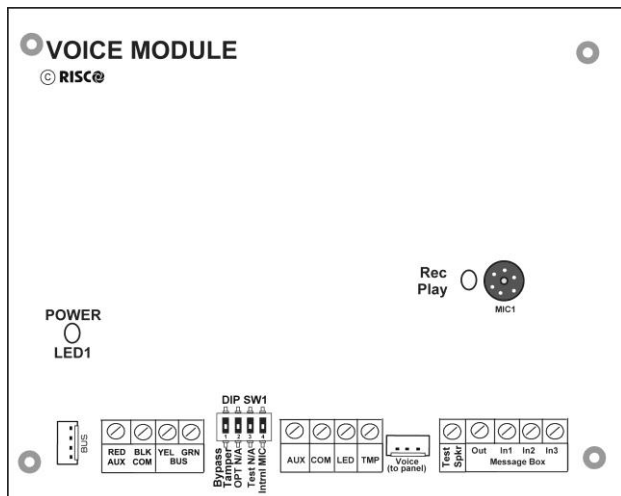 VOICE MODULE
© RISCO
Rec
Play
MIC1
POWER
LED1
DIP SW1
1 2 3 4
Bypass
Tamper
OPT N/A
Test N/A
Intrnl MIC
BUS
RED BLK YEL GRN
AUX COM BUS
AUX COM LED TMP
Voice
(to panel)
Test
Spkr
Out In1 In2 In3
Message Box